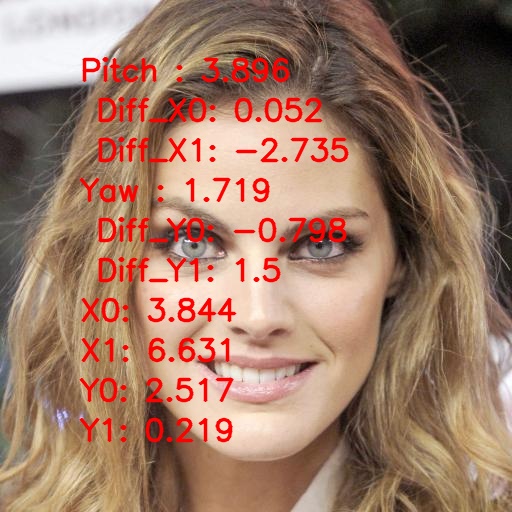 LONDON
Pitch : 3.896
Diff_X0: 0.052
Diff_X1: -2.735
Yaw : 1.719
Diff_Y0: -0.798
Diff_Y1: 1.5
X0: 3.844
X1: 6.631
Y0: 2.517
Y1: 0.219